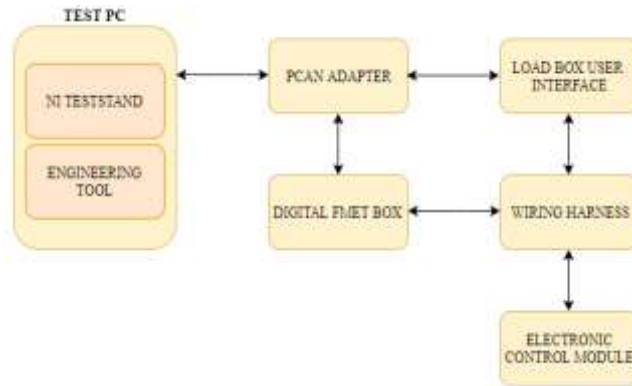 TEST PC
NI TESTSTAND
ENGINEERING
TOOL
PCAN ADAPTER
LOAD BOX USER
INTERFACE
DIGITAL FMET BOX
WIRING HARNESS
ELECTRONIC
CONTROL MODULE